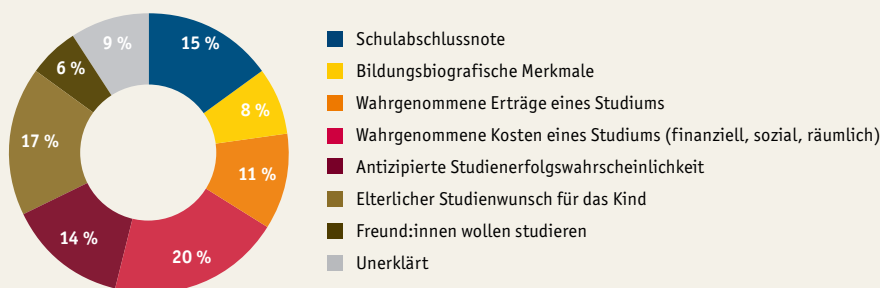 9 %
15 %
6 %
8 %
17 %
11 %
14 %
20 %
Schulabschlussnote
Bildungsbiografische Merkmale
Wahrgenommene Erträge eines Studiums
Wahrgenommene Kosten eines Studiums (finanziell, sozial, räumlich)
Antizipierte Studienerfolgswahrscheinlichkeit
Elterlicher Studienwunsch für das Kind
Freund:innen wollen studieren
Unerklärt